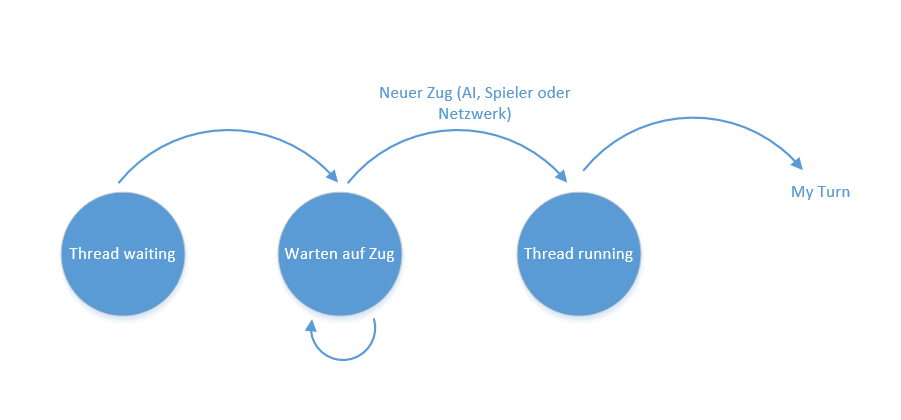 Neuer Zug (AI, Spieler oder
Netzwerk)
My Turn
Thread waiting
Warten auf Zug
Thread running